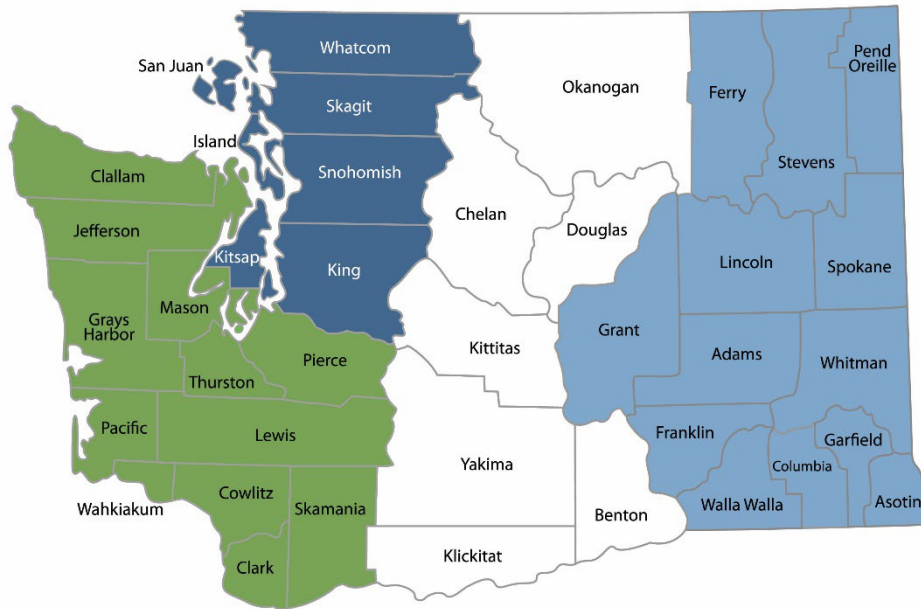 Whatcom
San Juan
Pend
Oreille
Okanogan
Ferry
Skagit
Island
Stevens
Clallam
Snohomish
Chelan
Douglas
Jefferson
Kitsap
King
Lincoln
Spokane
Mason
Grays
Harbor
Grant
Kittitas
Adams
Pierce
Whitman
Thurston
Pacific
Lewis
Franklin
Garfield
Yakima
Columbia
Wahkiakum
Cowlitz
Skamania
Walla Walla
Asotin
Benton
Klickitat
Clark